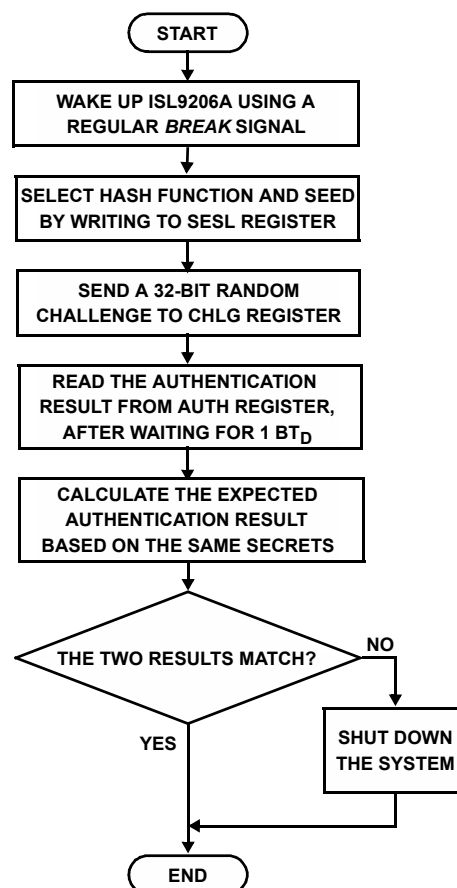 START
WAKE UP ISL9206A USING A
REGULAR BREAK SIGNAL
SELECT HASH FUNCTION AND SEED
BY WRITING TO SESL REGISTER
SEND A 32-BIT RANDOM
CHALLENGE TO CHLG REGISTER
READ THE AUTHENTICATION
RESULT FROM AUTH REGISTER,
AFTER WAITING FOR 1 BTD
CALCULATE THE EXPECTED
AUTHENTICATION RESULT
BASED ON THE SAME SECRETS
THE TWO RESULTS MATCH?
NO
YES
SHUT DOWN
THE SYSTEM
END